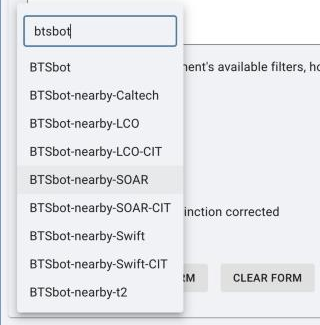 btsbot
BTSbot
nent's available filters, ho
BTSbot-nearby-Caltech
BTSbot-nearby-LCO
BTSbot-nearby-LCO-CIT
BTSbot-nearby-SOAR
BTSbot-nearby-SOAR-CIT
inction corrected
BTSbot-nearby-Swift
BTSbot-nearby-Swift-CIT
RM CLEAR FORM
BTSbot-nearby-t2